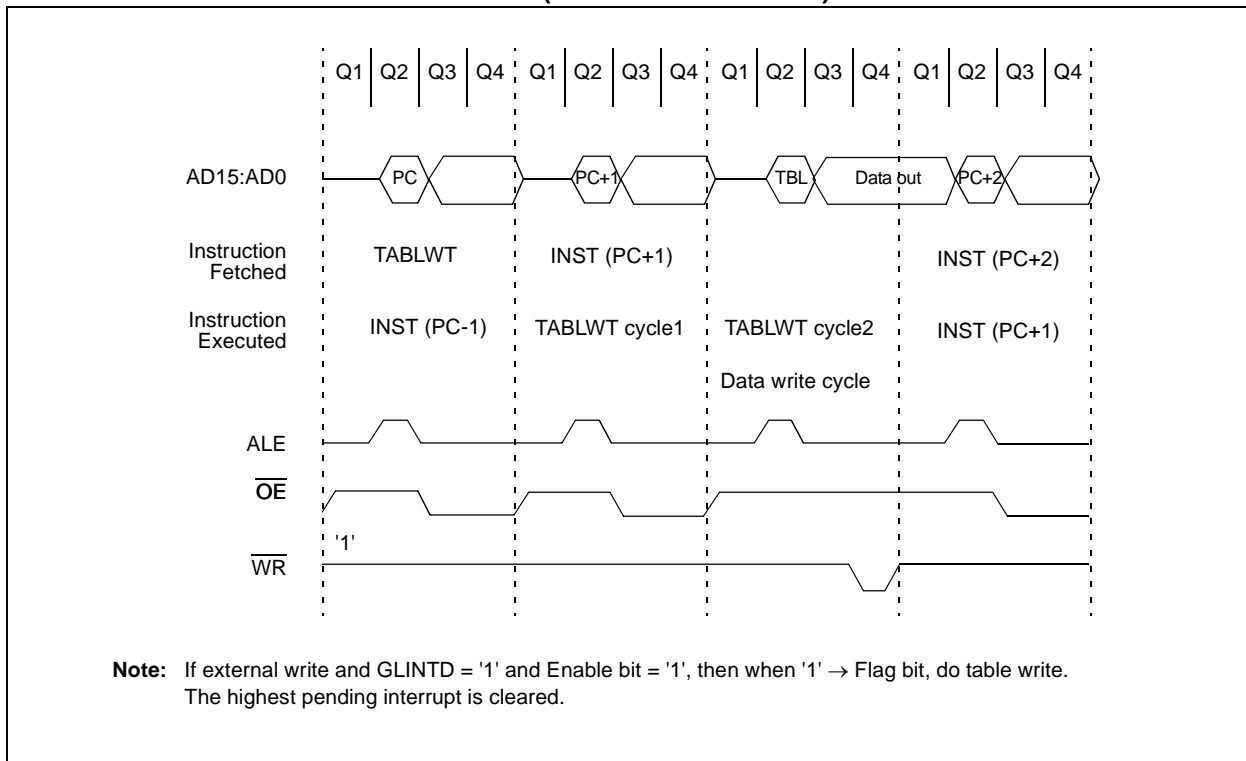 Q1 Q2 Q3 Q4 Q1 Q2 Q3 Q4 Q1 Q2 Q3 Q4 Q1 Q2 Q3 Q4
AD15:AD0 PC PC+1 TBL Data out PC+2
Instruction
Fetched
TABLWT INST (PC+1) INST (PC+2)
Instruction
Executed
INST (PC-1) TABLWT cycle1 TABLWT cycle2 INST (PC+1)
Data write cycle
ALE
OE
'1'
WR
Note: If external write and GLINTD = '1' and Enable bit = '1', then when '1' → Flag bit, do table write.
The highest pending interrupt is cleared.